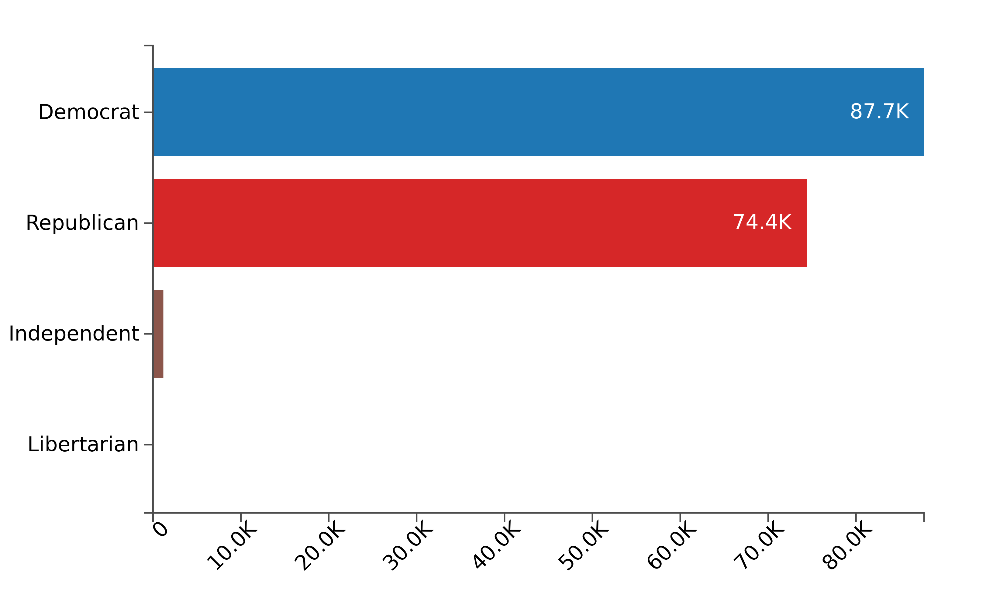 Democrat
87.7K
Republican
74.4K
Independent
Libertarian
0
10.0K
20.0K
30.0K
40.0K
50.0K
60.0K
70.0K
80.0K